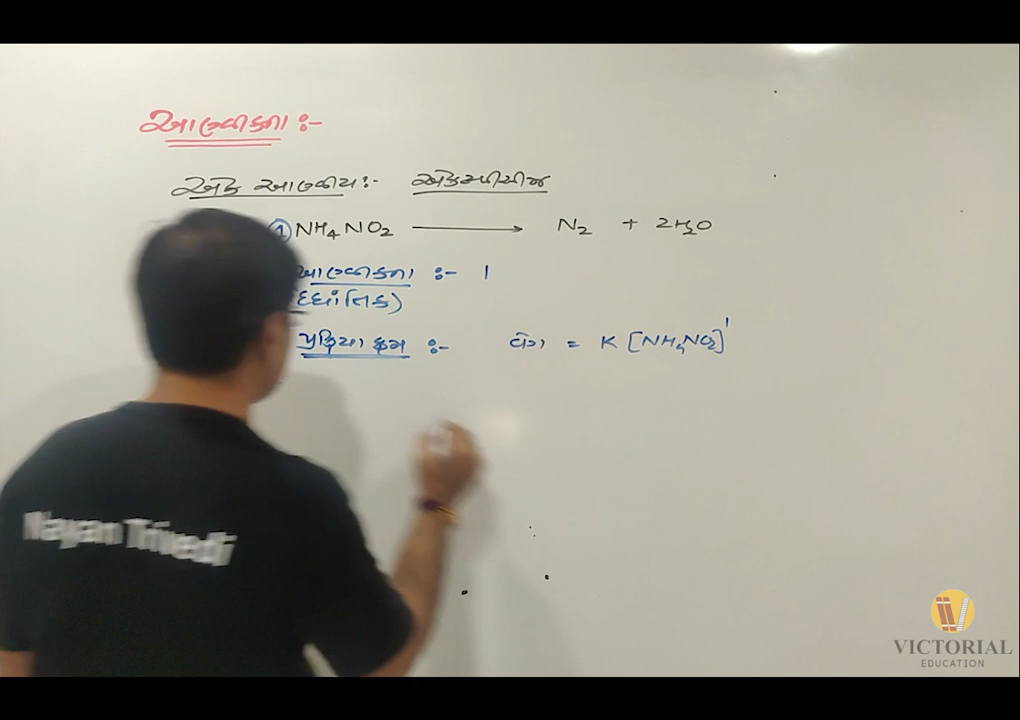 આણ્વીકતા :-
એક આણ્વીય:- એકમાણીય
① NH₄NO₂ ⟶ N₂ + 2H₂O
આણ્વીકતા :- 1
પ્રક્રિયા ક્રમ :- વેગ = K [NH₄NO₂]¹
Nayan Trivedi
VICTORIAL
EDUCATION